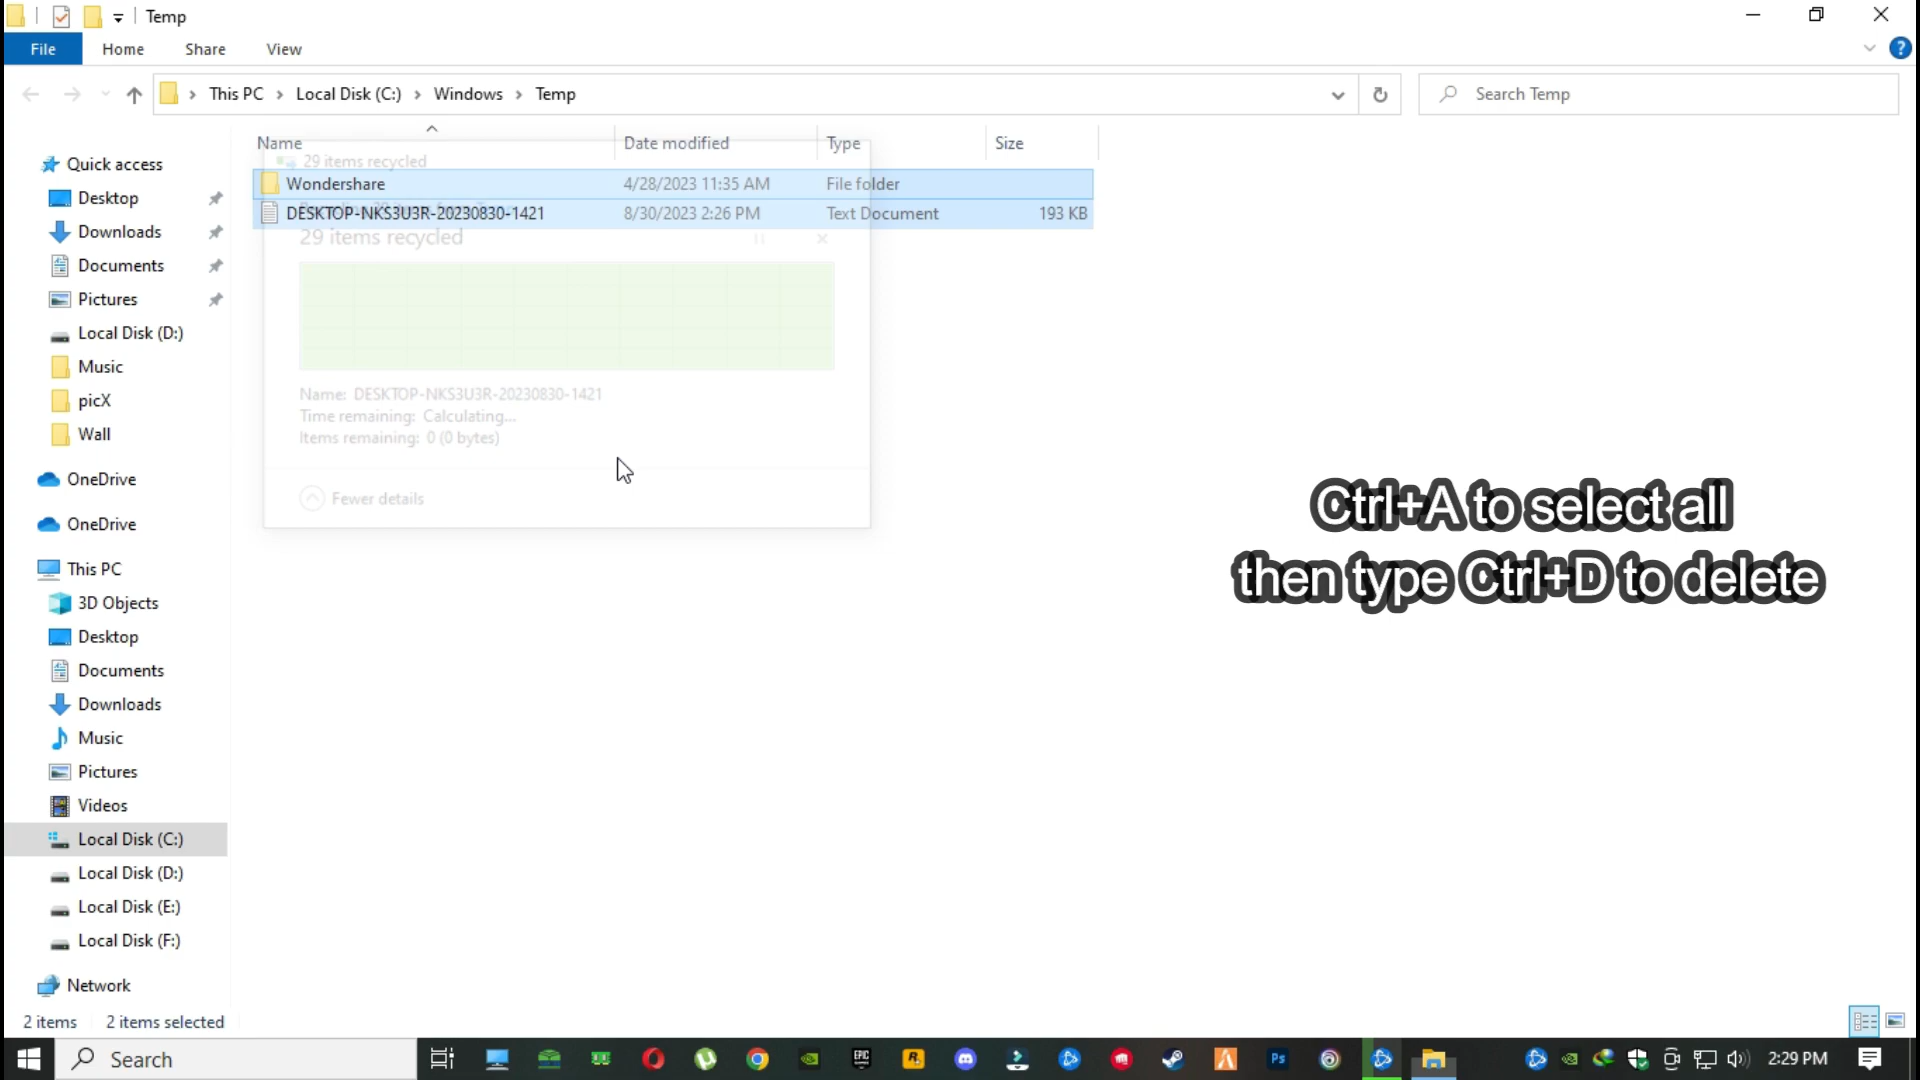 Temp
File Home Share View
This PC Local Disk (C:) Windows Temp
Search Temp
Name Date modified Type Size
29 items recycled
Wondershare 4/28/2023 11:35 AM File folder
DESKTOP-NKS3U3R-20230830-1421 8/30/2023 2:26 PM Text Document 193 KB
29 items recycled
Name: DESKTOP-NKS3U3R-20230830-1421
Time remaining: Calculating...
Items remaining: 0 (0 bytes)
Fewer details
Quick access
Desktop
Downloads
Documents
Pictures
Local Disk (D:)
Music
picX
Wall
OneDrive
OneDrive
This PC
3D Objects
Desktop
Documents
Downloads
Music
Pictures
Videos
Local Disk (C:)
Local Disk (D:)
Local Disk (E:)
Local Disk (F:)
Network
Ctrl+A to select all
then type Ctrl+D to delete
2 items 2 items selected
Search
EPIC
R
Ps
2:29 PM